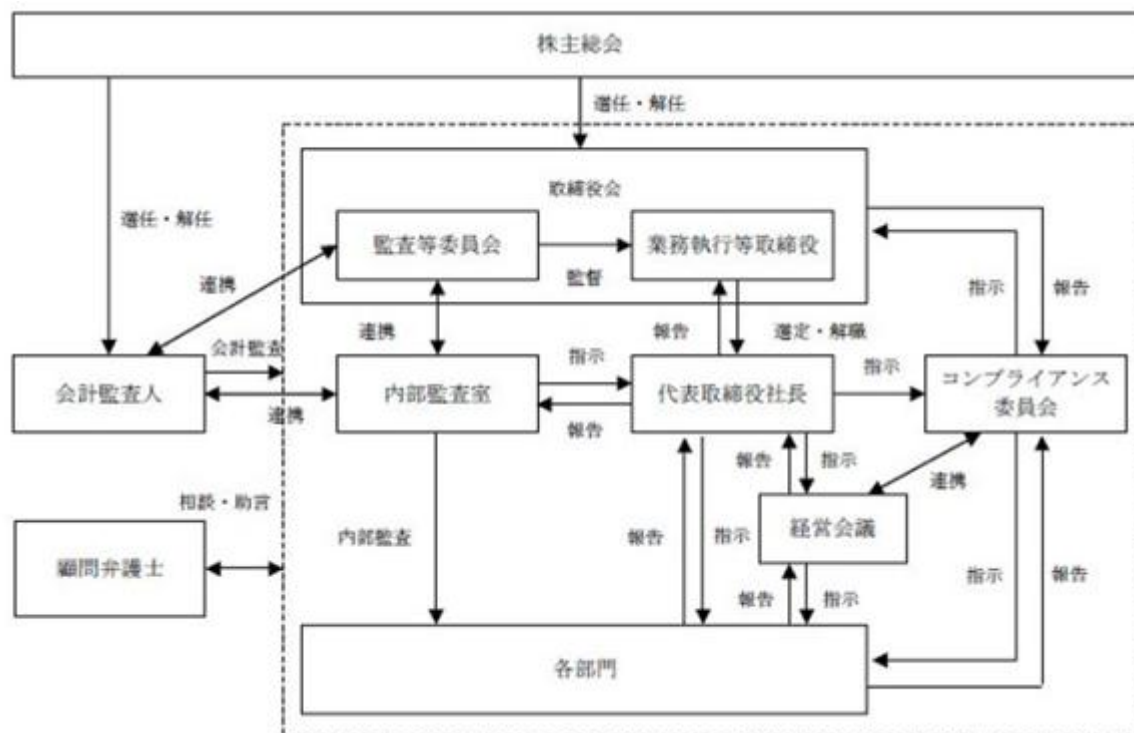 株主総会
選任・解任
取締役会
選任・解任
監査等委員会
業務執行等取締役
監督
連携
指示
報告
連携
報告
選定・解職
会計監査
指示
指示
会計監査人
内部監査室
代表取締役社長
コンプライアンス
委員会
連携
報告
報告
指示
連携
相談・助言
経営会議
内部監査
報告
指示
顧問弁護士
指示
報告
報告
指示
各部門